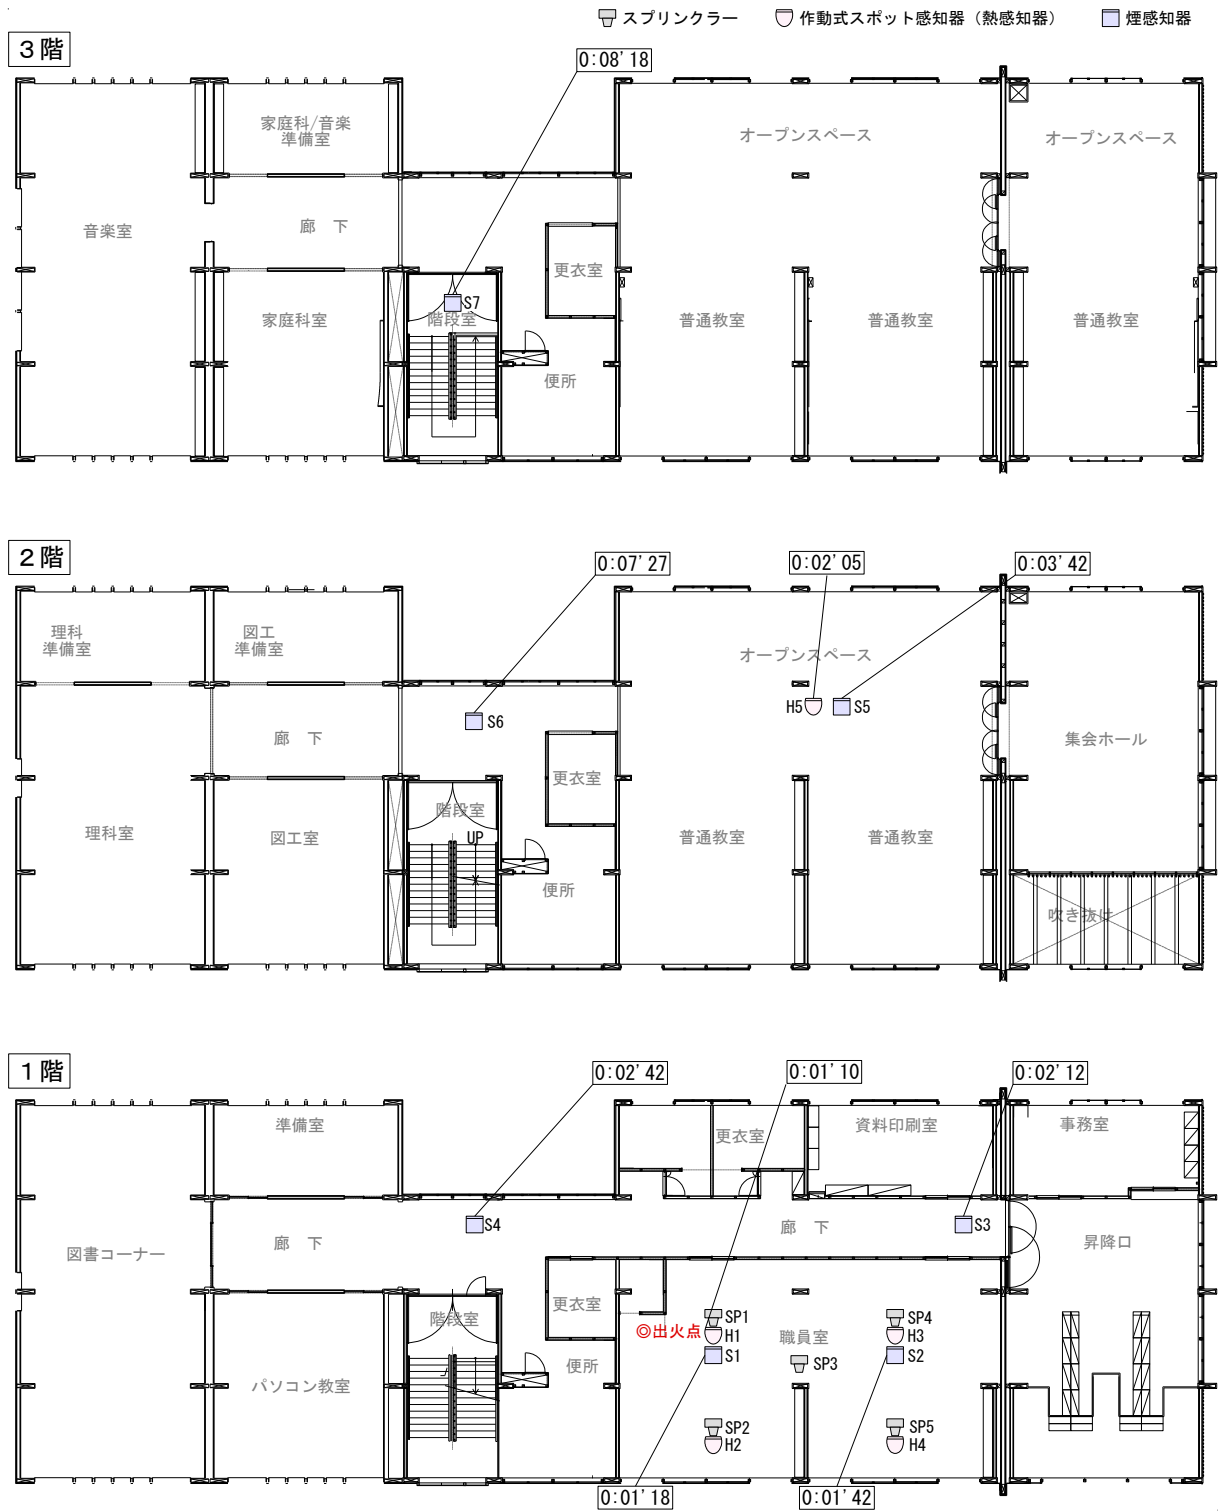 スプリンクラー
作動式スポット感知器（熱感知器）
煙感知器
３階
0:08'18
家庭科/音楽
準備室
オープンスペース
オープンスペース
音楽室
廊　下
更衣室
S7
階段室
家庭科室
普通教室
普通教室
普通教室
便所
２階
0:07'27
0:02'05
0:03'42
理科
準備室
図工
準備室
オープンスペース
H5
S5
S6
廊　下
集会ホール
更衣室
階段室
UP
理科室
図工室
普通教室
普通教室
便所
吹き抜け
１階
0:02'42
0:01'10
0:02'12
準備室
更衣室
資料印刷室
事務室
S4
S3
図書コーナー
廊　下
廊　下
昇降口
更衣室
階段室
SP1
SP4
◎出火点
H1
H3
職員室
S1
S2
SP3
便所
パソコン教室
SP2
SP5
H2
H4
0:01'18
0:01'42